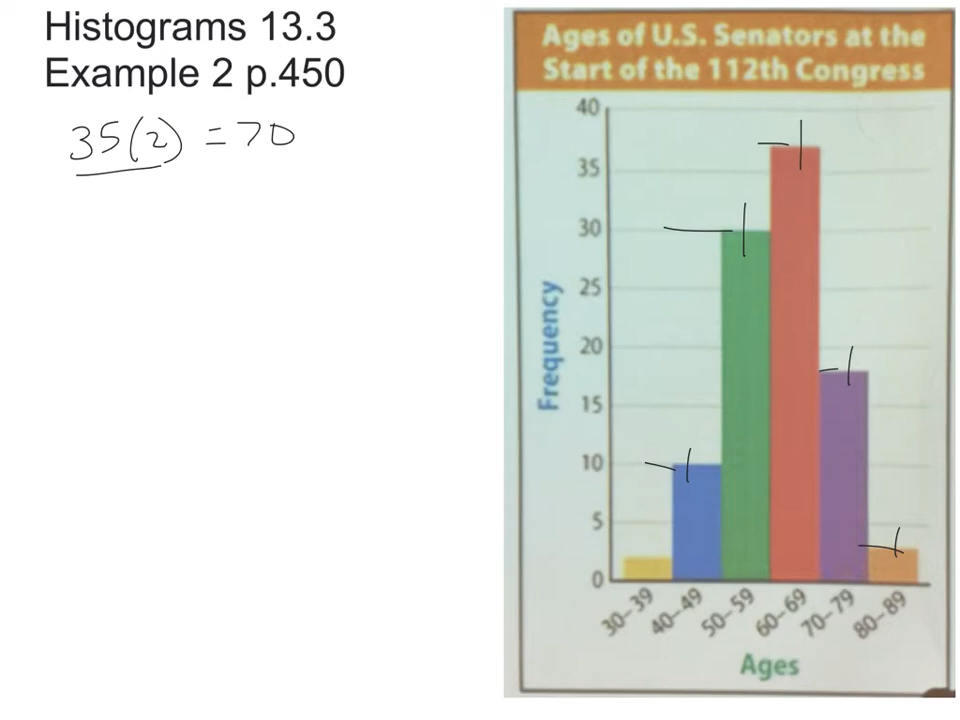 Histograms 13.3
Example 2 p.450
35(2) = 70
Ages of U.S. Senators at the
Start of the 112th Congress
Frequency
40
35
30
25
20
15
10
5
0
30–39
40–49
50–59
60–69
70–79
80–89
Ages